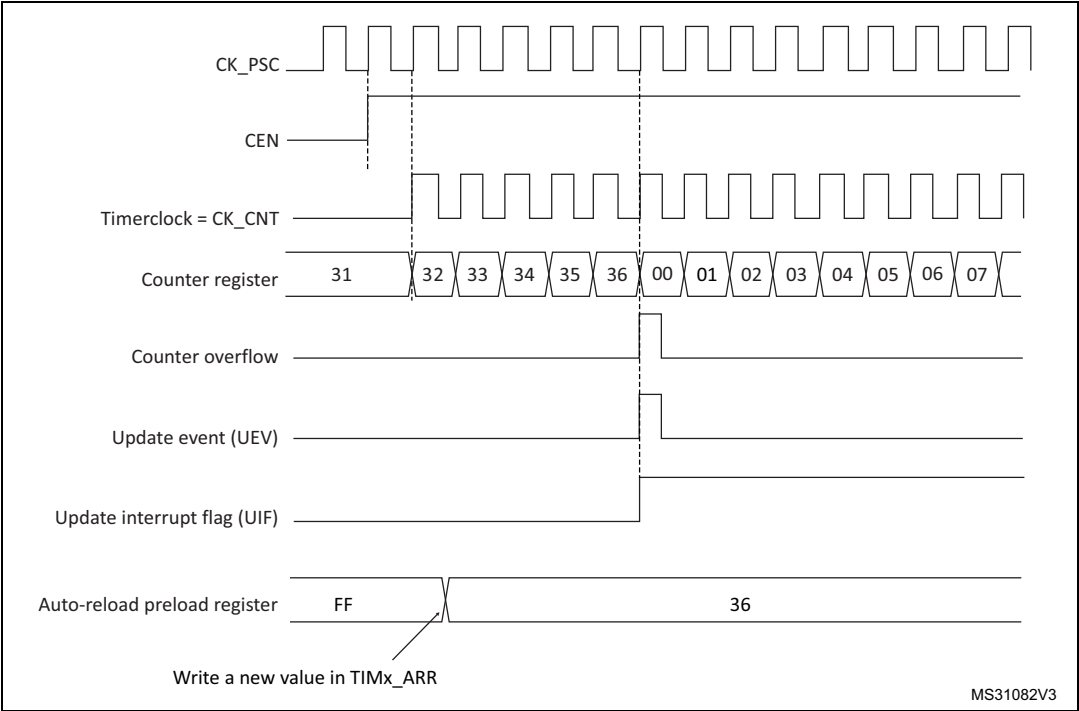 CK_PSC
CEN
Timerclock = CK_CNT
Counter register 31 32 33 34 35 36 00 01 02 03 04 05 06 07
Counter overflow
Update event (UEV)
Update interrupt flag (UIF)
Auto-reload preload register FF 36
Write a new value in TIMx_ARR
MS31082V3